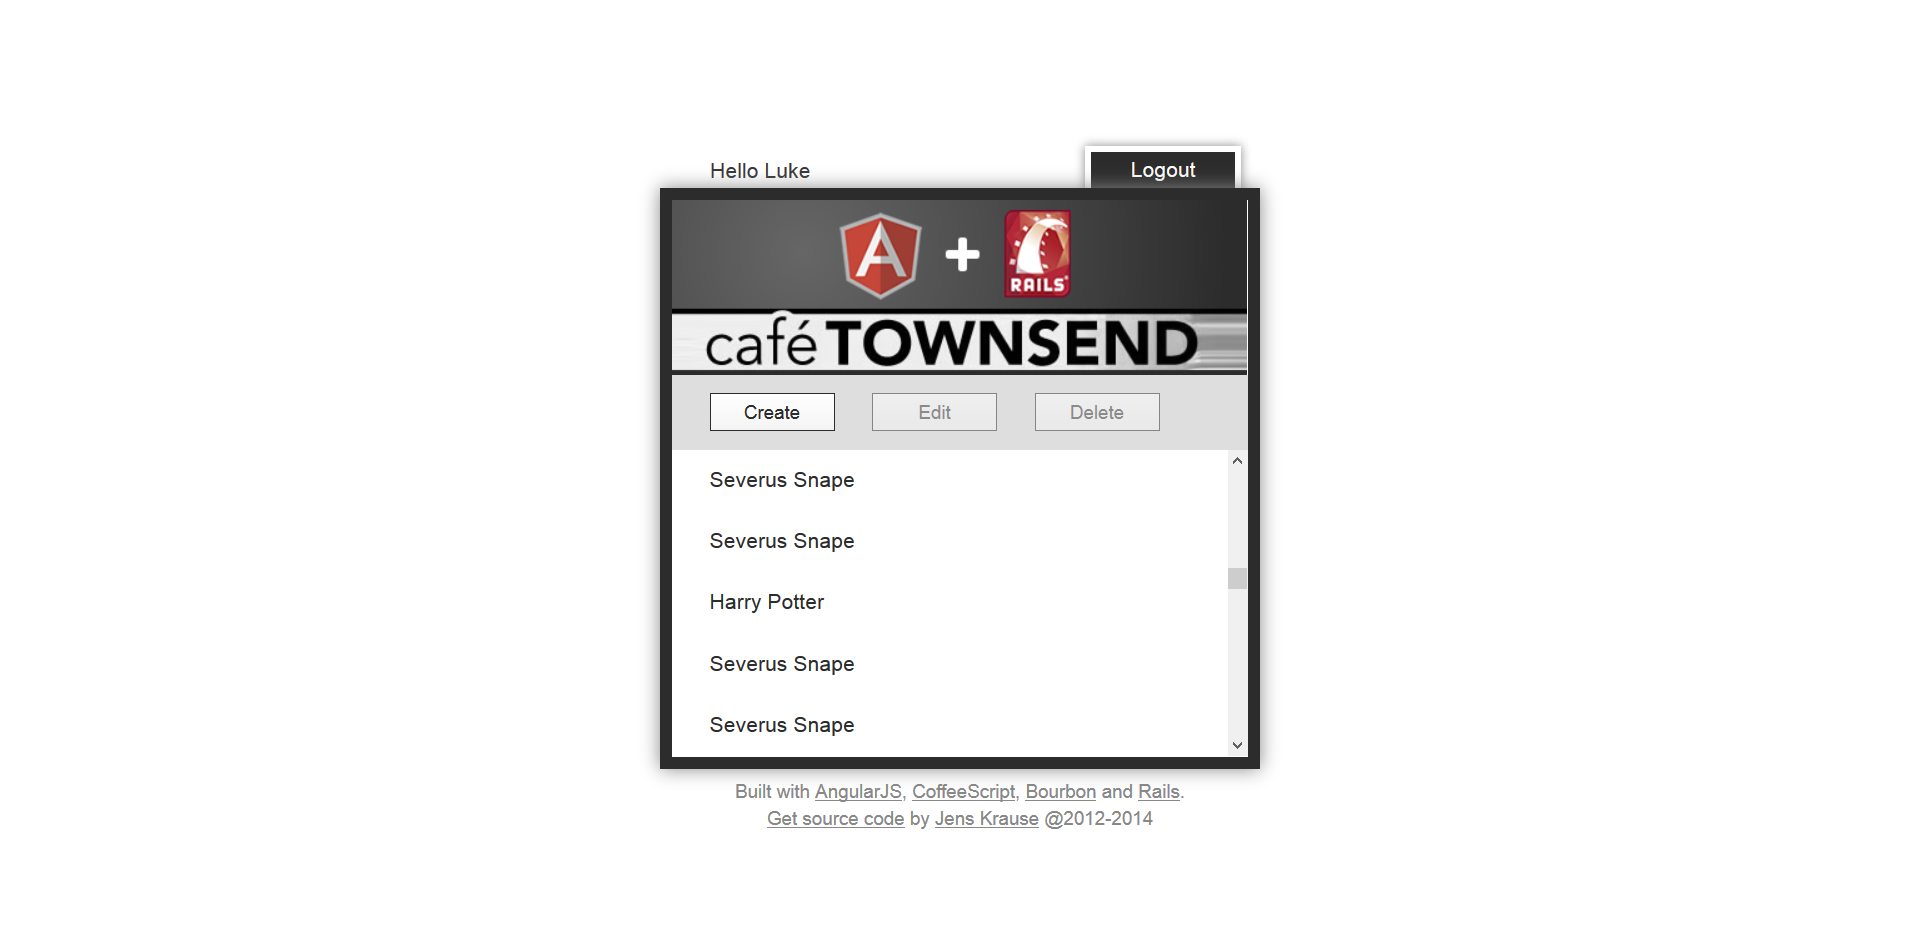 Hello Luke
Logout
RAILS
café TOWNSEND
Create
Edit
Delete
Severus Snape
Severus Snape
Harry Potter
Severus Snape
Severus Snape
Built with AngularJS, CoffeeScript, Bourbon and Rails.
Get source code by Jens Krause @2012-2014